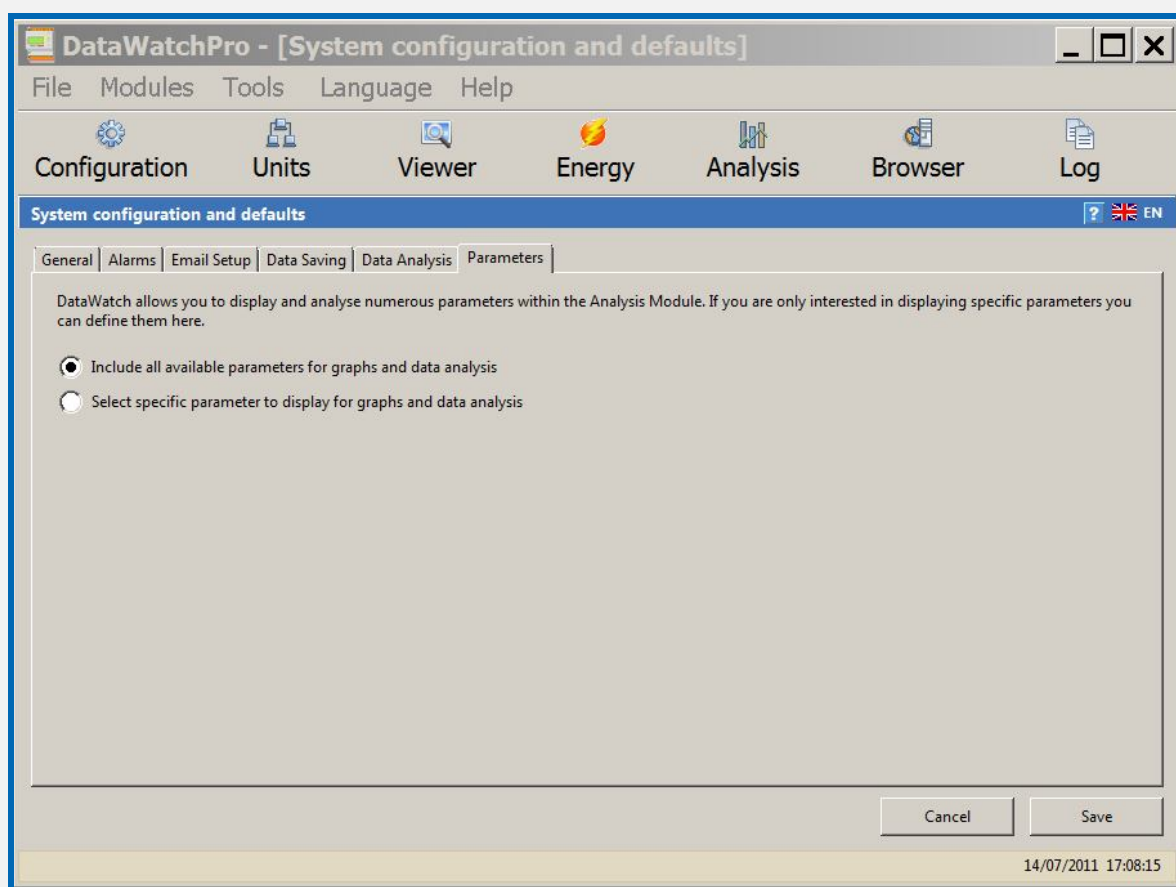 DataWatchPro - [System configuration and defaults]
File Modules Tools Language Help
Configuration Units Viewer Energy Analysis Browser Log
System configuration and defaults ? EN
General Alarms Email Setup Data Saving Data Analysis Parameters
DataWatch allows you to display and analyse numerous parameters within the Analysis Module. If you are only interested in displaying specific parameters you
can define them here.
Include all available parameters for graphs and data analysis
Select specific parameter to display for graphs and data analysis
Cancel Save
14/07/2011 17:08:15